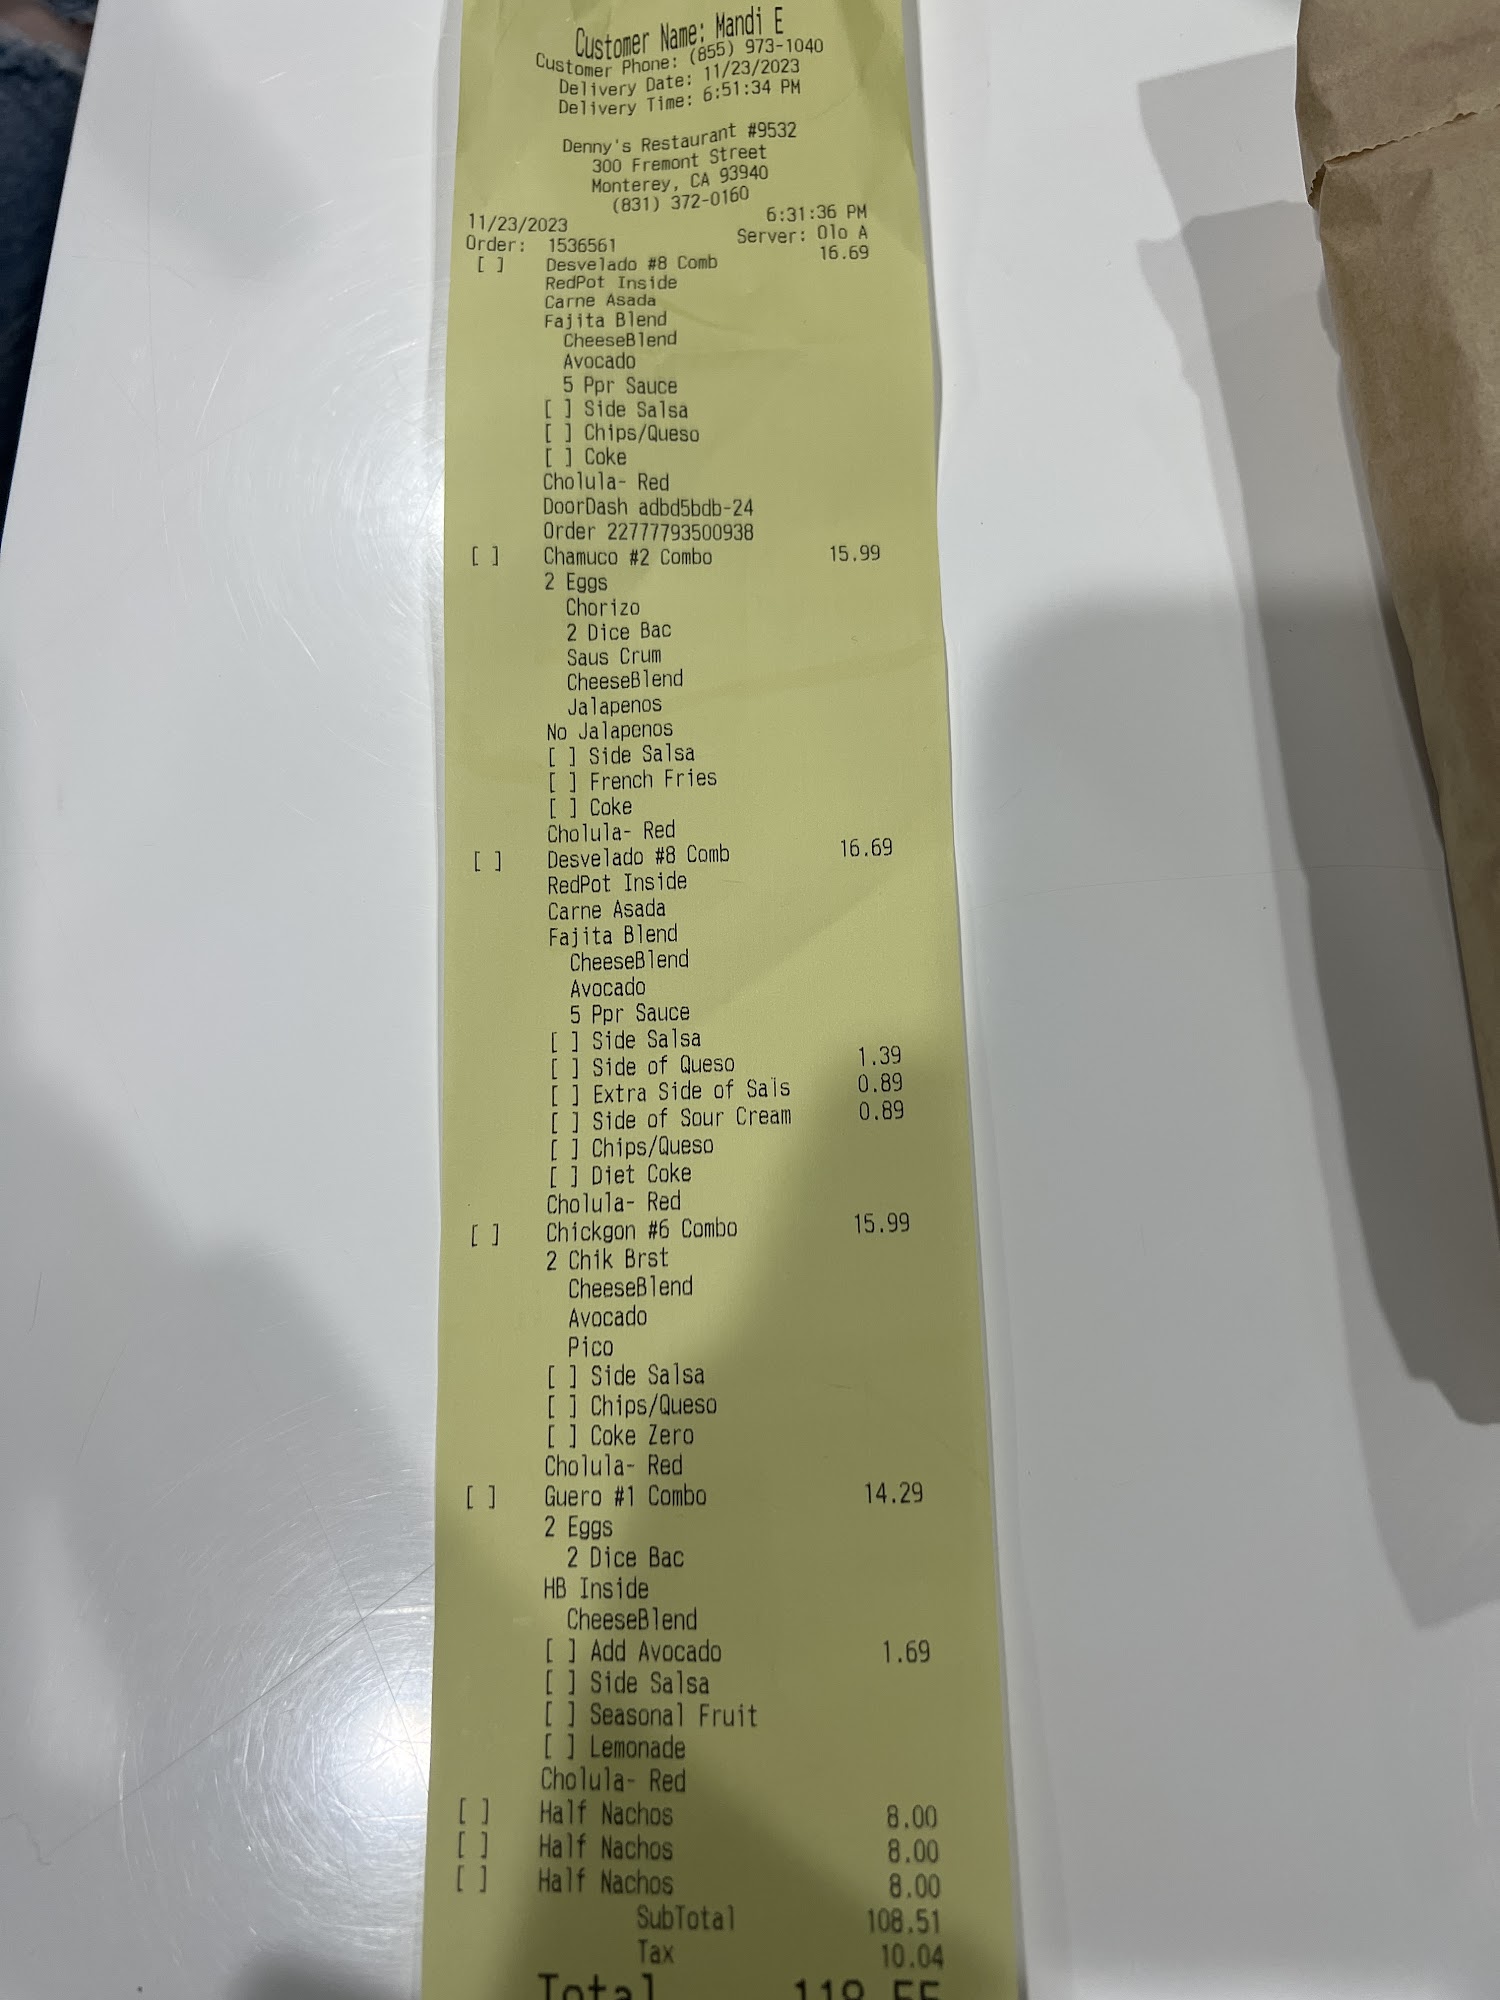 Customer Name: Mandi E
Customer Phone: (855) 973-1040
Delivery Date: 11/23/2023
Delivery Time: 6:51:34 PM
Denny's Restaurant #9532
300 Fremont Street
Monterey, CA 93940
(831) 372-0160
11/23/2023 6:31:36 PM
Order: 1536561 Server: Olo A
[ ] Desvelado #8 Comb 16.69
RedPot Inside
Carne Asada
Fajita Blend
CheeseBlend
Avocado
5 Ppr Sauce
[ ] Side Salsa
[ ] Chips/Queso
[ ] Coke
Cholula- Red
DoorDash adbd5bdb-24
Order 22777793500938
[ ] Chamuco #2 Combo 15.99
2 Eggs
Chorizo
2 Dice Bac
Saus Crum
CheeseBlend
Jalapenos
No Jalapenos
[ ] Side Salsa
[ ] French Fries
[ ] Coke
Cholula- Red
[ ] Desvelado #8 Comb 16.69
RedPot Inside
Carne Asada
Fajita Blend
CheeseBlend
Avocado
5 Ppr Sauce
[ ] Side Salsa
[ ] Side of Queso 1.39
[ ] Extra Side of Sals 0.89
[ ] Side of Sour Cream 0.89
[ ] Chips/Queso
[ ] Diet Coke
Cholula- Red
[ ] Chickgon #6 Combo 15.99
2 Chik Brst
CheeseBlend
Avocado
Pico
[ ] Side Salsa
[ ] Chips/Queso
[ ] Coke Zero
Cholula- Red
[ ] Guero #1 Combo 14.29
2 Eggs
2 Dice Bac
HB Inside
CheeseBlend
[ ] Add Avocado 1.69
[ ] Side Salsa
[ ] Seasonal Fruit
[ ] Lemonade
Cholula- Red
[ ] Half Nachos 8.00
[ ] Half Nachos 8.00
[ ] Half Nachos 8.00
SubTotal 108.51
Tax 10.04
Total 118.55